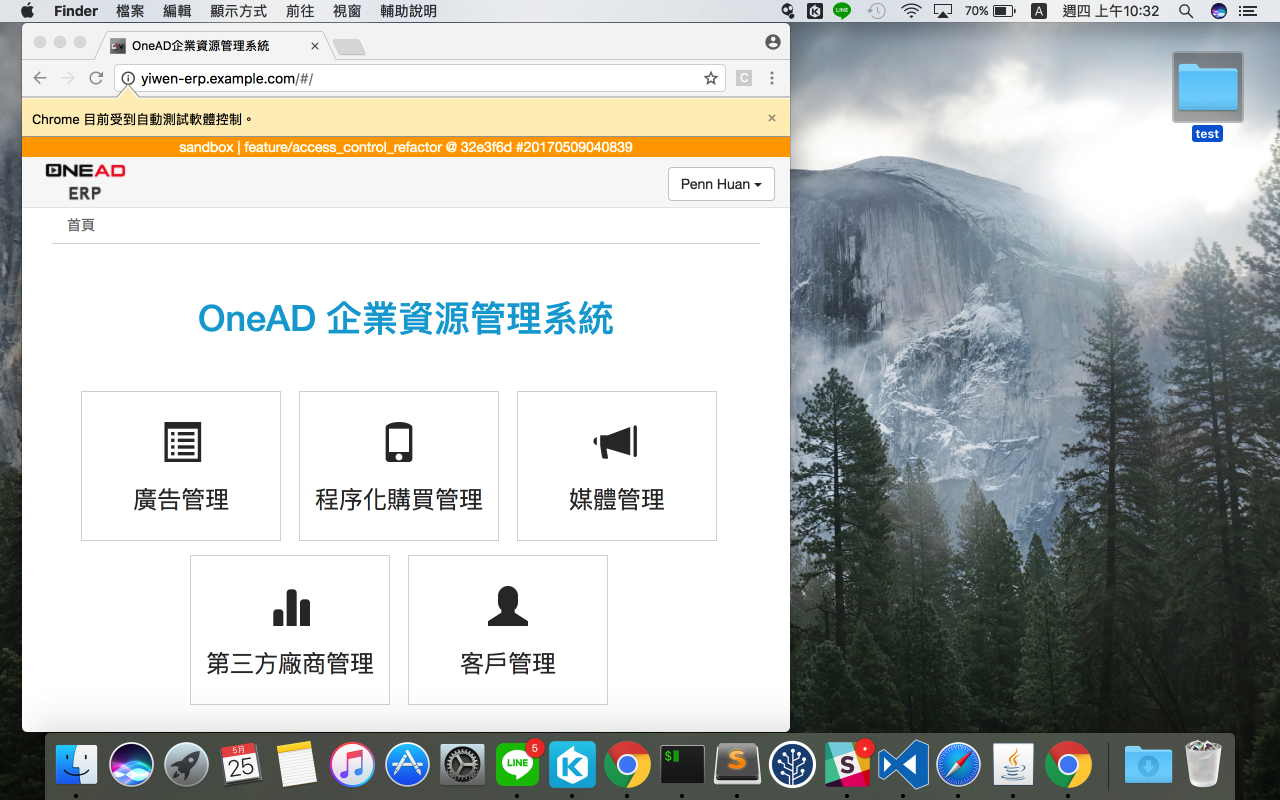 Finder 檔案 編輯 顯示方式 前往 視窗 輔助說明 LINE 70% A 週四 上午10:32
OneAD企業資源管理系統
yiwen-erp.example.com/#/
C
Chrome 目前受到自動測試軟體控制。
sandbox | feature/access_control_refactor @ 32e3f6d #20170509040839
ONEAD
ERP
Penn Huan
首頁
OneAD 企業資源管理系統
廣告管理
程序化購買管理
媒體管理
第三方廠商管理
客戶管理
test
5月
25
LINE
5
K
$
S
S